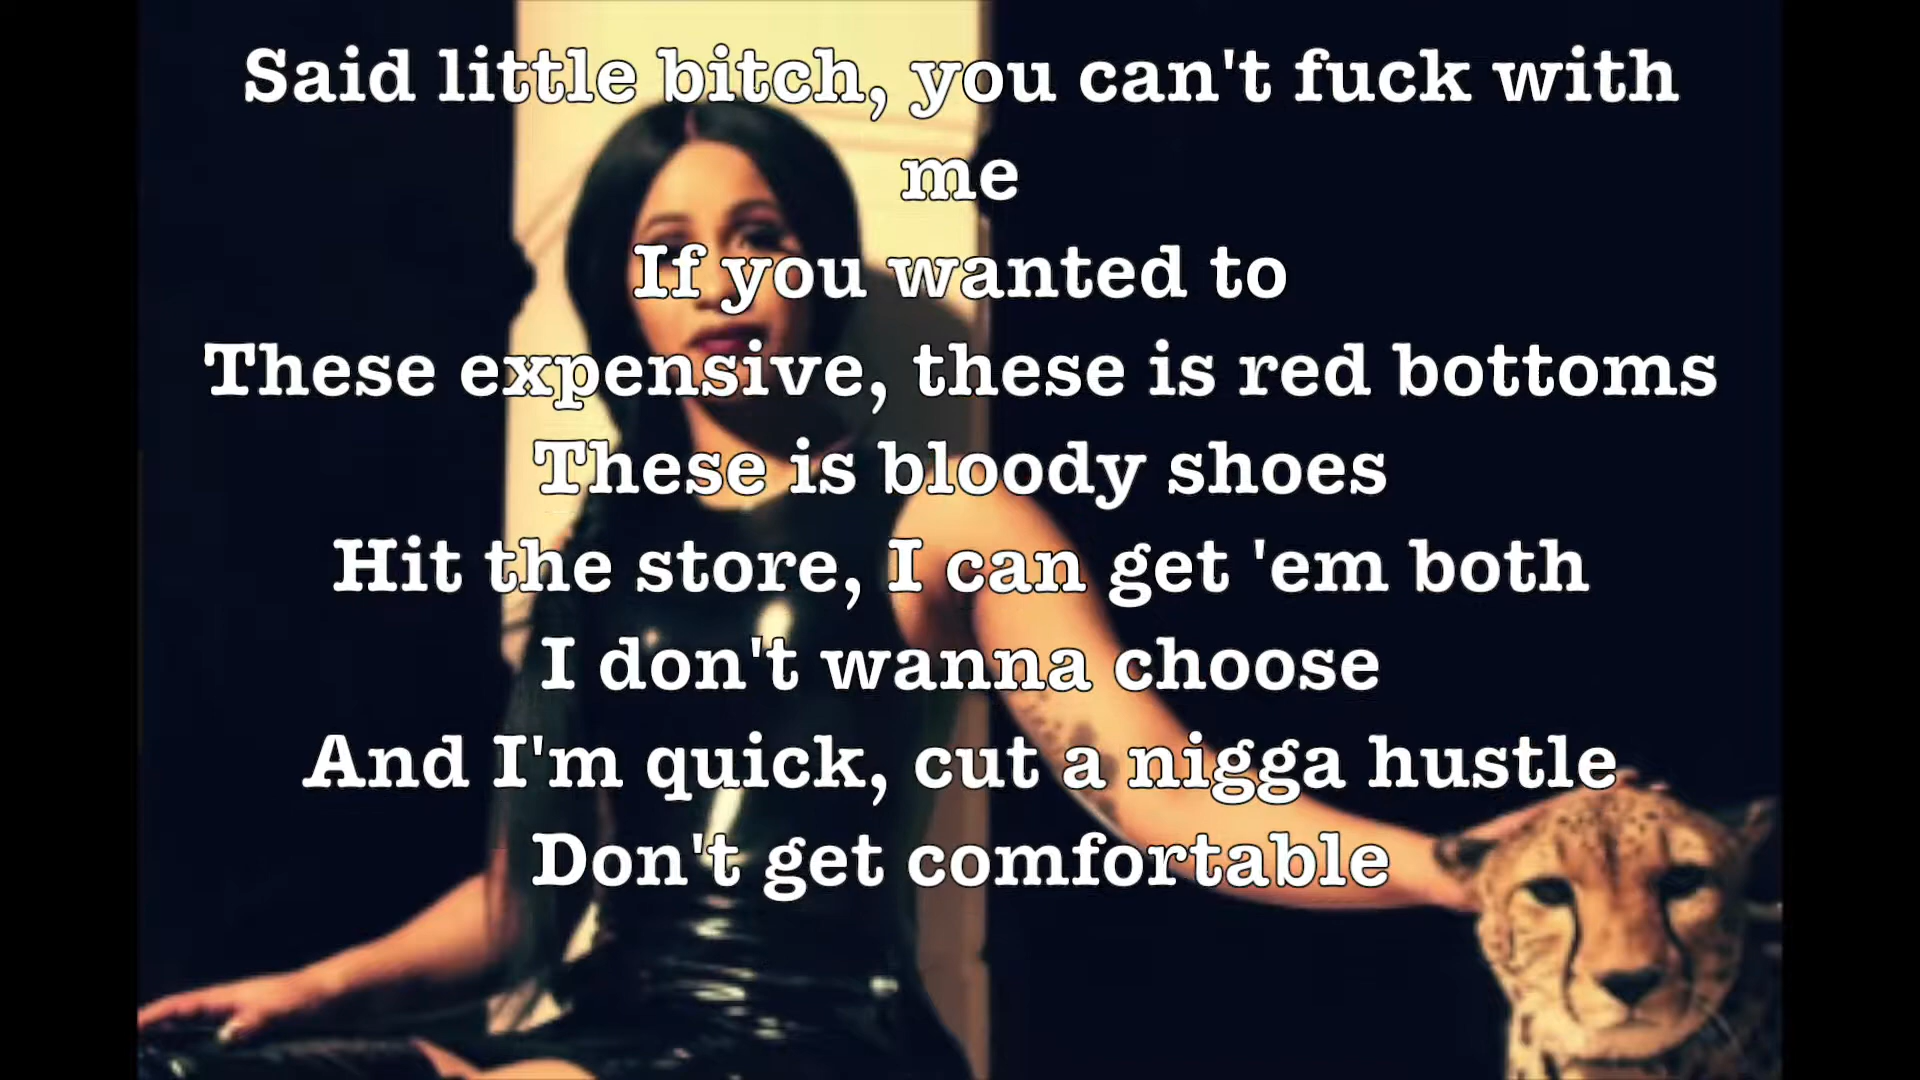 Said little bitch, you can't fuck with
me
If you wanted to
These expensive, these is red bottoms
These is bloody shoes
Hit the store, I can get 'em both
I don't wanna choose
And I'm quick, cut a nigga hustle
Don't get comfortable